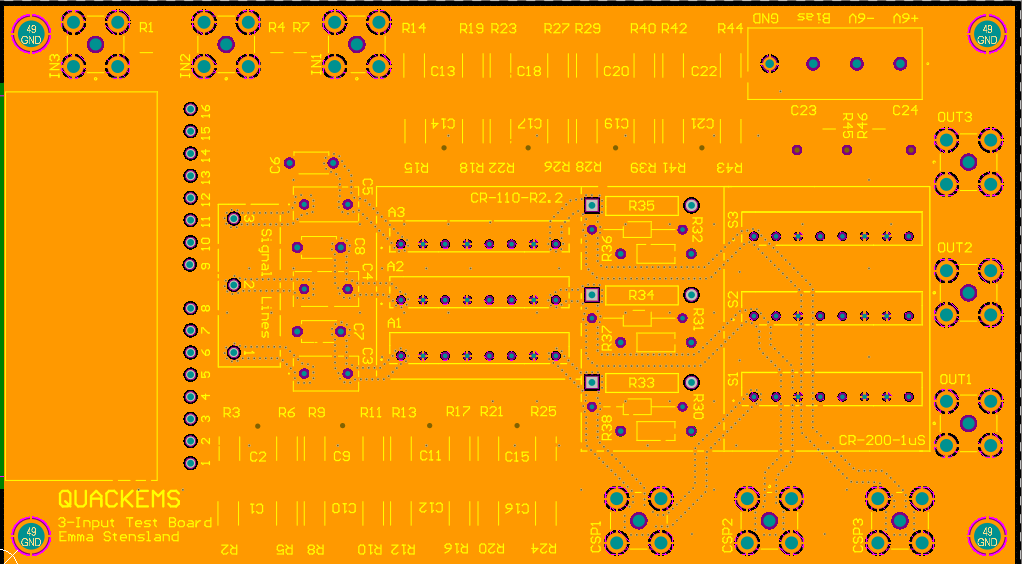 GND Bias -6V +6V
49 GND R1 R4 R7 R14 R19 R23 R27 R29 R40 R42 R44 49 GND
IN3 IN2 IN1
C13 C18 C20 C22
C23 C24
R45 R46
OUT3
C14 C17 C19 C21
R15 R18 R22 R26 R28 R39 R41 R43
16
15
14
13
12
11
10
9
8
7
6
5
4
3
2
1
C6
C5
C8
C4
C7
C3
3
2
1
Signal Lines
CR-110-R2.2
A3
A2
A1
R35
R32
R36
R34
R31
R37
R33
R30
R38
S3
S2
S1
CR-200-1uS
OUT2
OUT1
R3 R6 R9 R11 R13 R17 R21 R25
C2 C9 C11 C15
C1 C10 C12 C16
R2 R5 R8 R10 R12 R16 R20 R24
QUACKEMS
3-Input Test Board
Emma Stensland
49 GND
CSP1 CSP2 CSP3
49 GND